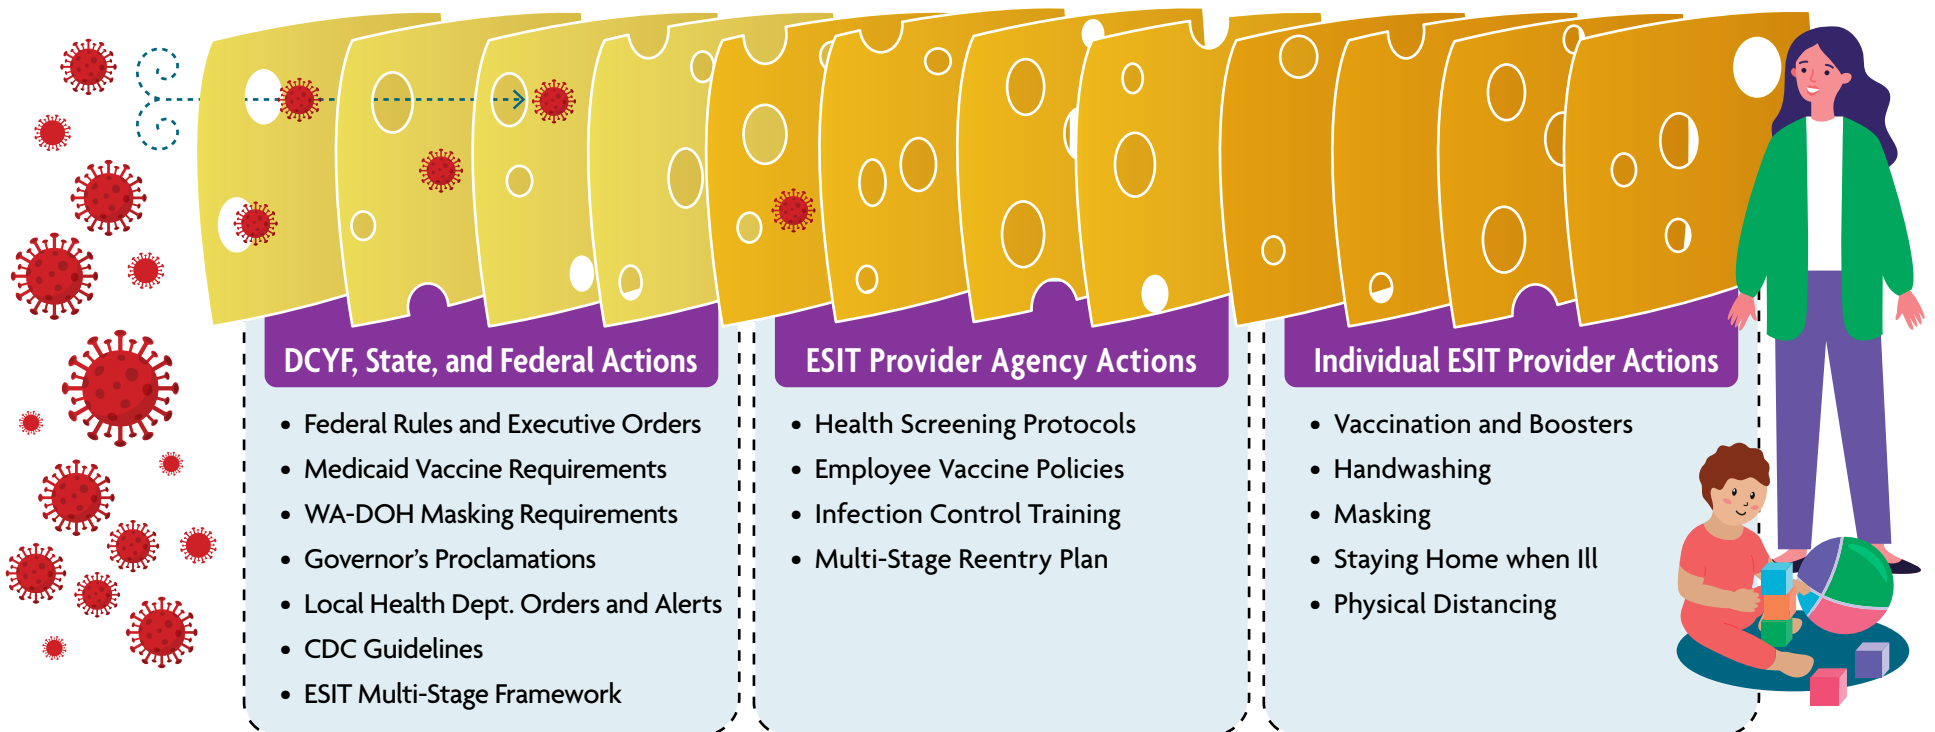 DCYF, State, and Federal Actions
• Federal Rules and Executive Orders
• Medicaid Vaccine Requirements
• WA-DOH Masking Requirements
• Governor’s Proclamations
• Local Health Dept. Orders and Alerts
• CDC Guidelines
• ESIT Multi-Stage Framework
ESIT Provider Agency Actions
• Health Screening Protocols
• Employee Vaccine Policies
• Infection Control Training
• Multi-Stage Reentry Plan
Individual ESIT Provider Actions
• Vaccination and Boosters
• Handwashing
• Masking
• Staying Home when Ill
• Physical Distancing